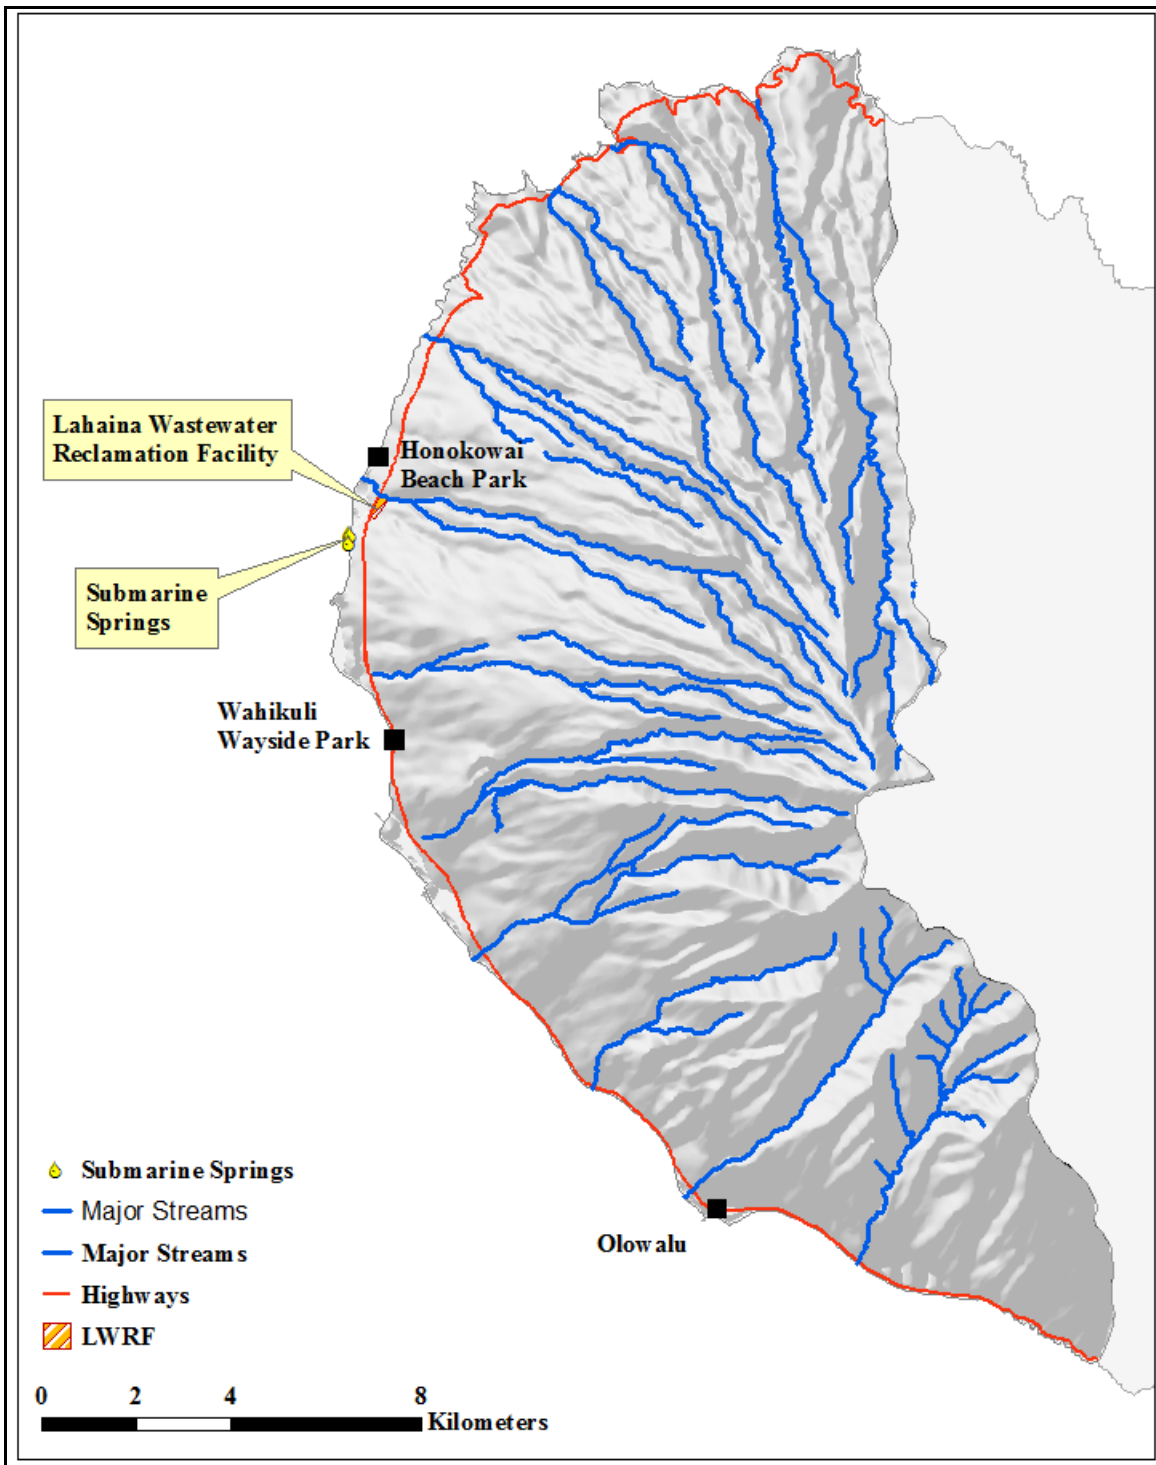 Lahaina Wastewater
Reclamation Facility
Honokowai
Beach Park
Submarine
Springs
Wahikuli
Wayside Park
Olowalu
Submarine Springs
Major Streams
Major Streams
Highways
LWRF
0 2 4 8
Kilometers